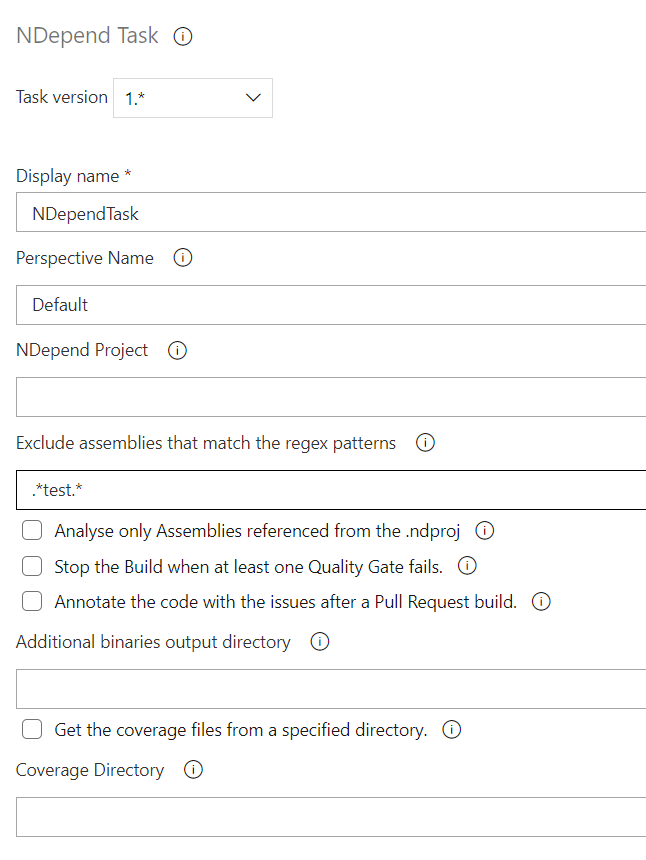 NDepend Task
Task version 1.*
Display name *
NDependTask
Perspective Name
Default
NDepend Project
Exclude assemblies that match the regex patterns
.*test.*
Analyse only Assemblies referenced from the .ndproj
Stop the Build when at least one Quality Gate fails.
Annotate the code with the issues after a Pull Request build.
Additional binaries output directory
Get the coverage files from a specified directory.
Coverage Directory